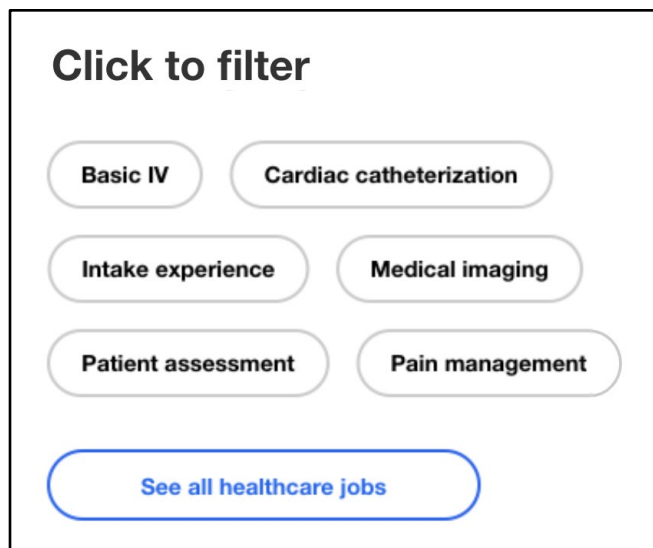 Click to filter
Basic IV
Cardiac catheterization
Intake experience
Medical imaging
Patient assessment
Pain management
See all healthcare jobs